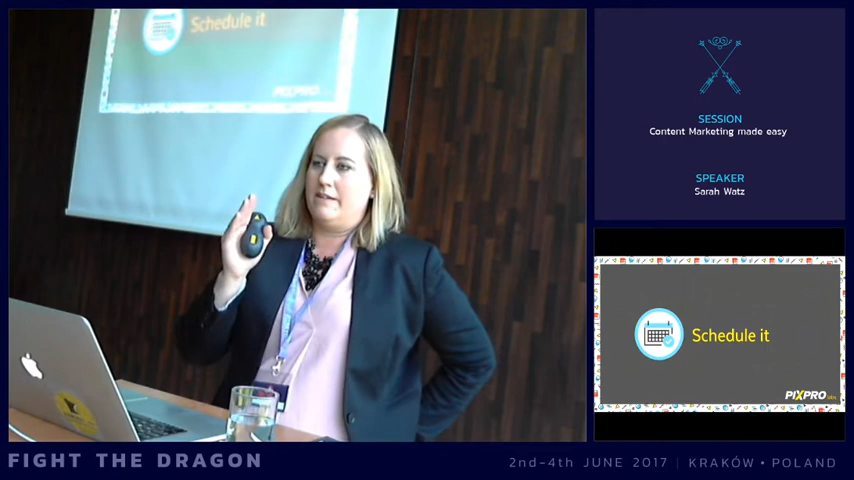 Schedule it
PIXPRO
SESSION
Content Marketing made easy
SPEAKER
Sarah Watz
Schedule it
PIXPRO labs
FIGHT THE DRAGON
2nd-4th JUNE 2017 | KRAKÓW • POLAND